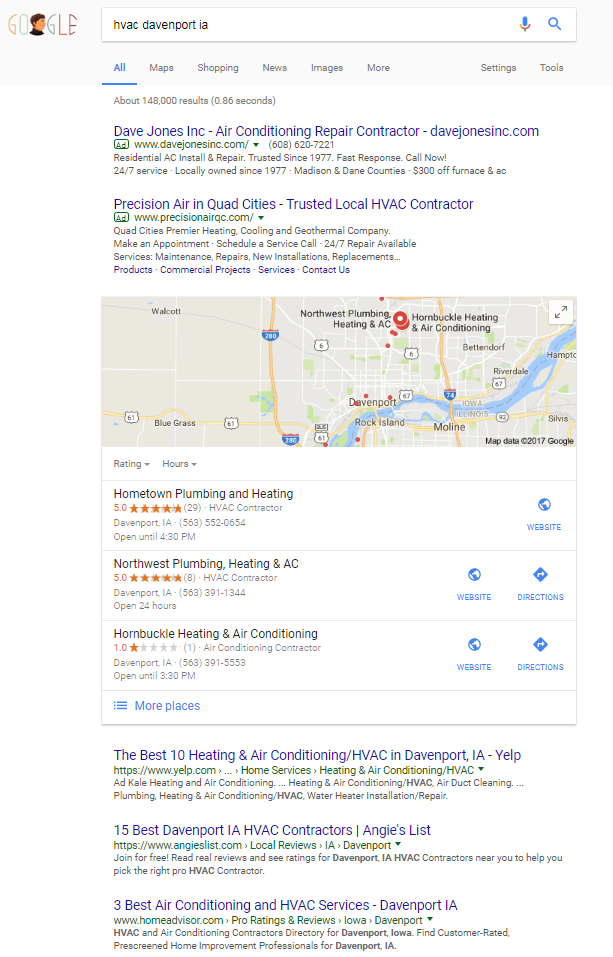 GOOGLE
hvac davenport ia
All Maps Shopping News Images More Settings Tools
About 148,000 results (0.86 seconds)
Dave Jones Inc - Air Conditioning Repair Contractor - davejonesinc.com
Ad www.davejonesinc.com/ (608) 620-7221
Residential AC Install & Repair. Trusted Since 1977. Fast Response. Call Now!
24/7 service · Locally owned since 1977 · Madison & Dane Counties · $300 off furnace & ac
Precision Air in Quad Cities - Trusted Local HVAC Contractor
Ad www.precisionairqc.com/
Quad Cities Premier Heating, Cooling and Geothermal Company.
Make an Appointment · Schedule a Service Call · 24/7 Repair Available
Services: Maintenance, Repairs, New Installations, Replacements...
Products · Commercial Projects · Services · Contact Us
Walcott
Northwest Plumbing,
Heating & AC
Hornbuckle Heating
& Air Conditioning
280
6
6
Bettendorf
Hampto
Riverdale
67
Davenport
67
74
IOWA
ILLINOIS
61
Blue Grass
61
Rock Island
92
Silvis
Moline
280
61
Map data ©2017 Google
Rating Hours
Hometown Plumbing and Heating
5.0 (29) · HVAC Contractor
Davenport, IA · (563) 552-0654
Open until 4:30 PM
WEBSITE
Northwest Plumbing, Heating & AC
5.0 (8) · HVAC Contractor
Davenport, IA · (563) 391-1344
Open 24 hours
WEBSITE DIRECTIONS
Hornbuckle Heating & Air Conditioning
1.0 (1) · Air Conditioning Contractor
Davenport, IA · (563) 391-5553
Open until 3:30 PM
WEBSITE DIRECTIONS
More places
The Best 10 Heating & Air Conditioning/HVAC in Davenport, IA - Yelp
https://www.yelp.com › ... › Home Services › Heating & Air Conditioning/HVAC
Ad Kale Heating and Air Conditioning. ... Heating & Air Conditioning/HVAC, Air Duct Cleaning. ...
Plumbing, Heating & Air Conditioning/HVAC, Water Heater Installation/Repair.
15 Best Davenport IA HVAC Contractors | Angie's List
https://www.angieslist.com › Local Reviews › IA › Davenport
Join for free! Read real reviews and see ratings for Davenport, IA HVAC Contractors near you to help you
pick the right pro HVAC Contractor.
3 Best Air Conditioning and HVAC Services - Davenport IA
www.homeadvisor.com › Pro Ratings & Reviews › Iowa › Davenport
HVAC and Air Conditioning Contractors Directory for Davenport, Iowa. Find Customer-Rated,
Prescreened Home Improvement Professionals for Davenport, IA.